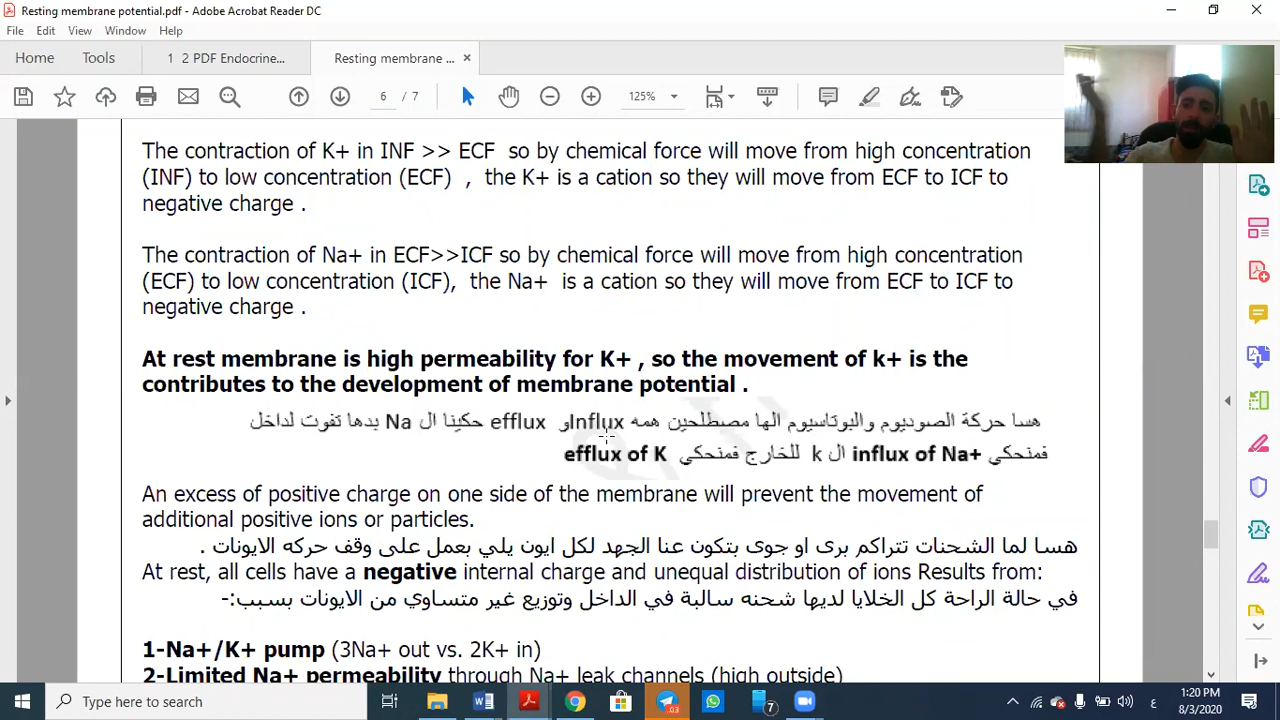 Resting membrane potential.pdf - Adobe Acrobat Reader DC
File Edit View Window Help
Home Tools 1 2 PDF Endocrine... Resting membrane ...
6 / 7 125%
The contraction of K+ in INF >> ECF so by chemical force will move from high concentration
(INF) to low concentration (ECF) , the K+ is a cation so they will move from ECF to ICF to
negative charge .
The contraction of Na+ in ECF>>ICF so by chemical force will move from high concentration
(ECF) to low concentration (ICF), the Na+ is a cation so they will move from ECF to ICF to
negative charge .
At rest membrane is high permeability for K+ , so the movement of k+ is the
contributes to the development of membrane potential .
هسا حركة الصوديوم والبوتاسيوم الها مصطلحين همه Influxو efflux حكينا ال Na بدها تفوت لداخل
فمنحكي influx of Na+ ال k للخارج فمنحكي efflux of K
An excess of positive charge on one side of the membrane will prevent the movement of
additional positive ions or particles.
هسا لما الشحنات تتراكم برى او جوى بتكون عنا الجهد لكل ايون يلي بعمل على وقف حركه الايونات .
At rest, all cells have a negative internal charge and unequal distribution of ions Results from:
في حالة الراحة كل الخلايا لديها شحنه سالبة في الداخل وتوزيع غير متساوي من الايونات بسبب:-
1-Na+/K+ pump (3Na+ out vs. 2K+ in)
2-Limited Na+ permeability through Na+ leak channels (high outside)
Type here to search
03
7
ع
1:20 PM
8/3/2020